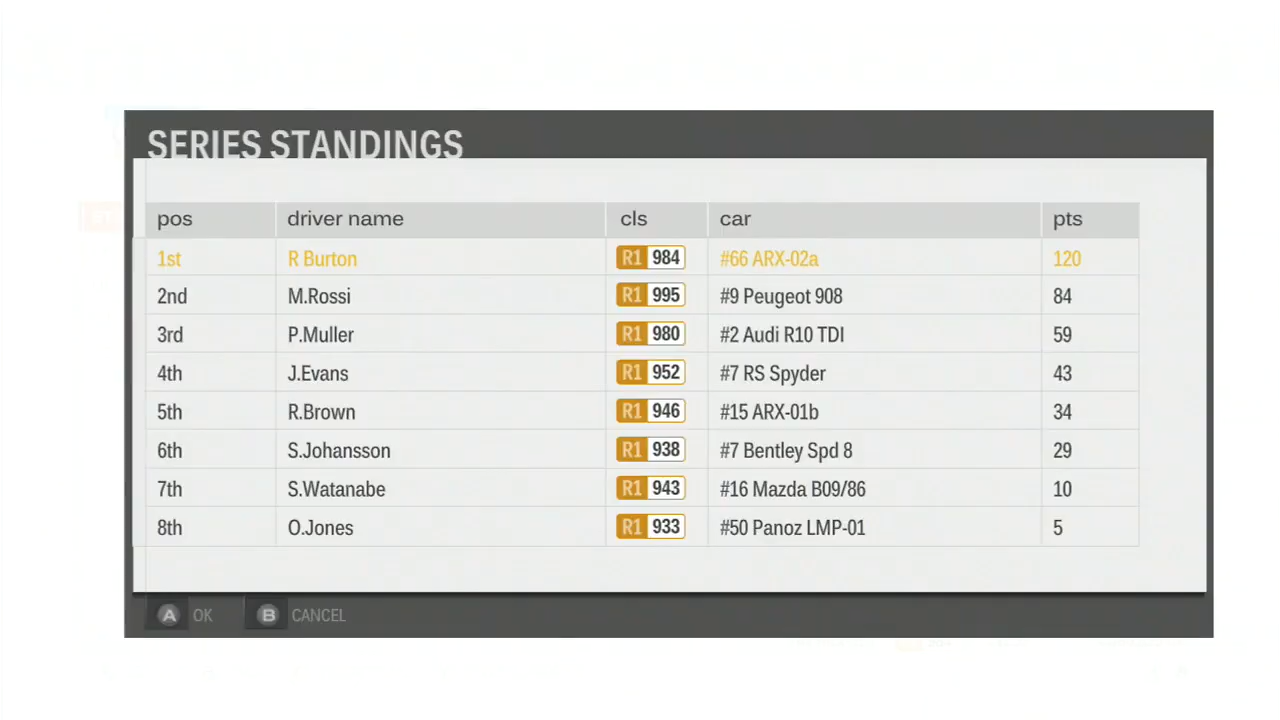 SERIES STANDINGS
pos driver name cls car pts
1st R Burton R1 984 #66 ARX-02a 120
2nd M.Rossi R1 995 #9 Peugeot 908 84
3rd P.Muller R1 980 #2 Audi R10 TDI 59
4th J.Evans R1 952 #7 RS Spyder 43
5th R.Brown R1 946 #15 ARX-01b 34
6th S.Johansson R1 938 #7 Bentley Spd 8 29
7th S.Watanabe R1 943 #16 Mazda B09/86 10
8th O.Jones R1 933 #50 Panoz LMP-01 5
A OK B CANCEL